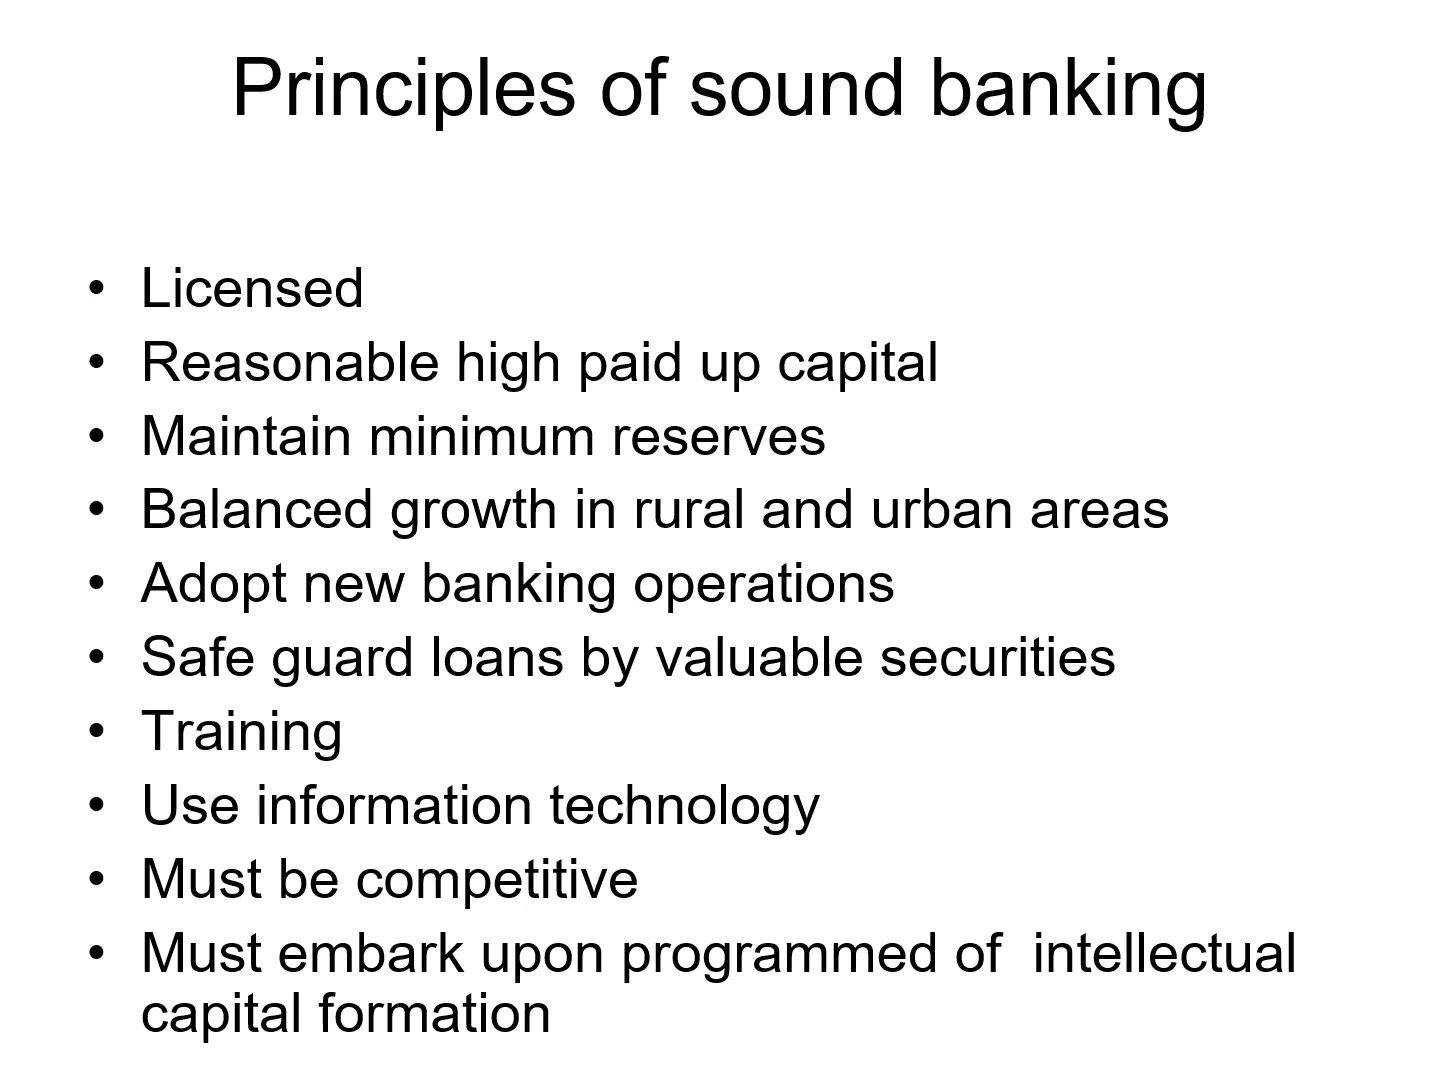 Principles of sound banking
• Licensed
• Reasonable high paid up capital
• Maintain minimum reserves
• Balanced growth in rural and urban areas
• Adopt new banking operations
• Safe guard loans by valuable securities
• Training
• Use information technology
• Must be competitive
• Must embark upon programmed of  intellectual
capital formation